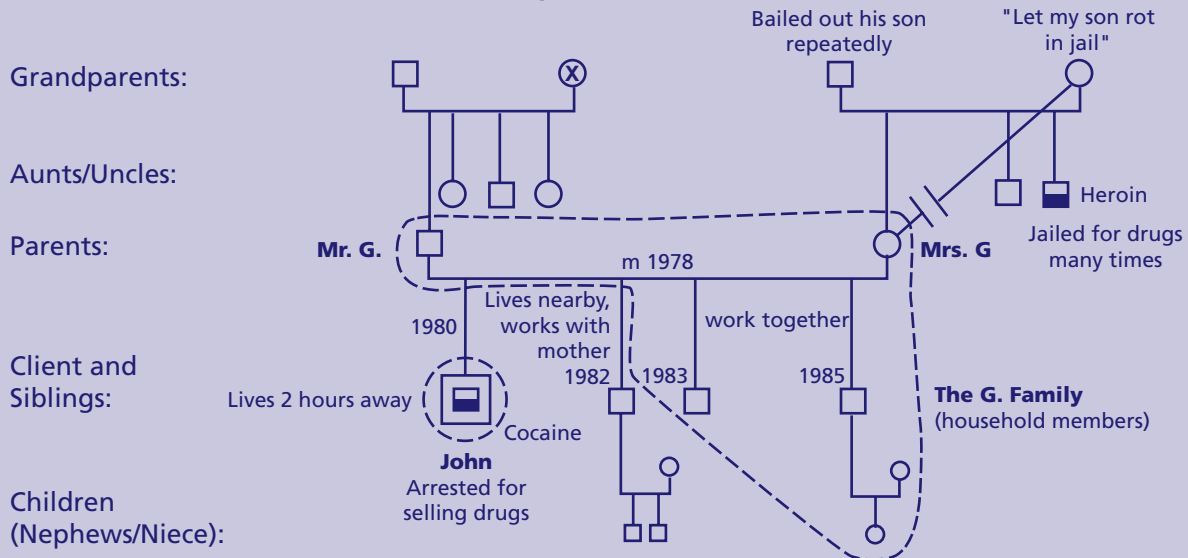 Bailed out his son
repeatedly
"Let my son rot
in jail"
Grandparents:
X
Aunts/Uncles:
Heroin
Jailed for drugs
many times
Parents:
Mr. G.
m 1978
Mrs. G
Lives nearby,
works with
mother
1980
work together
1982
1983
1985
Client and
Siblings:
Lives 2 hours away
Cocaine
The G. Family
(household members)
John
Arrested for
selling drugs
Children
(Nephews/Niece):